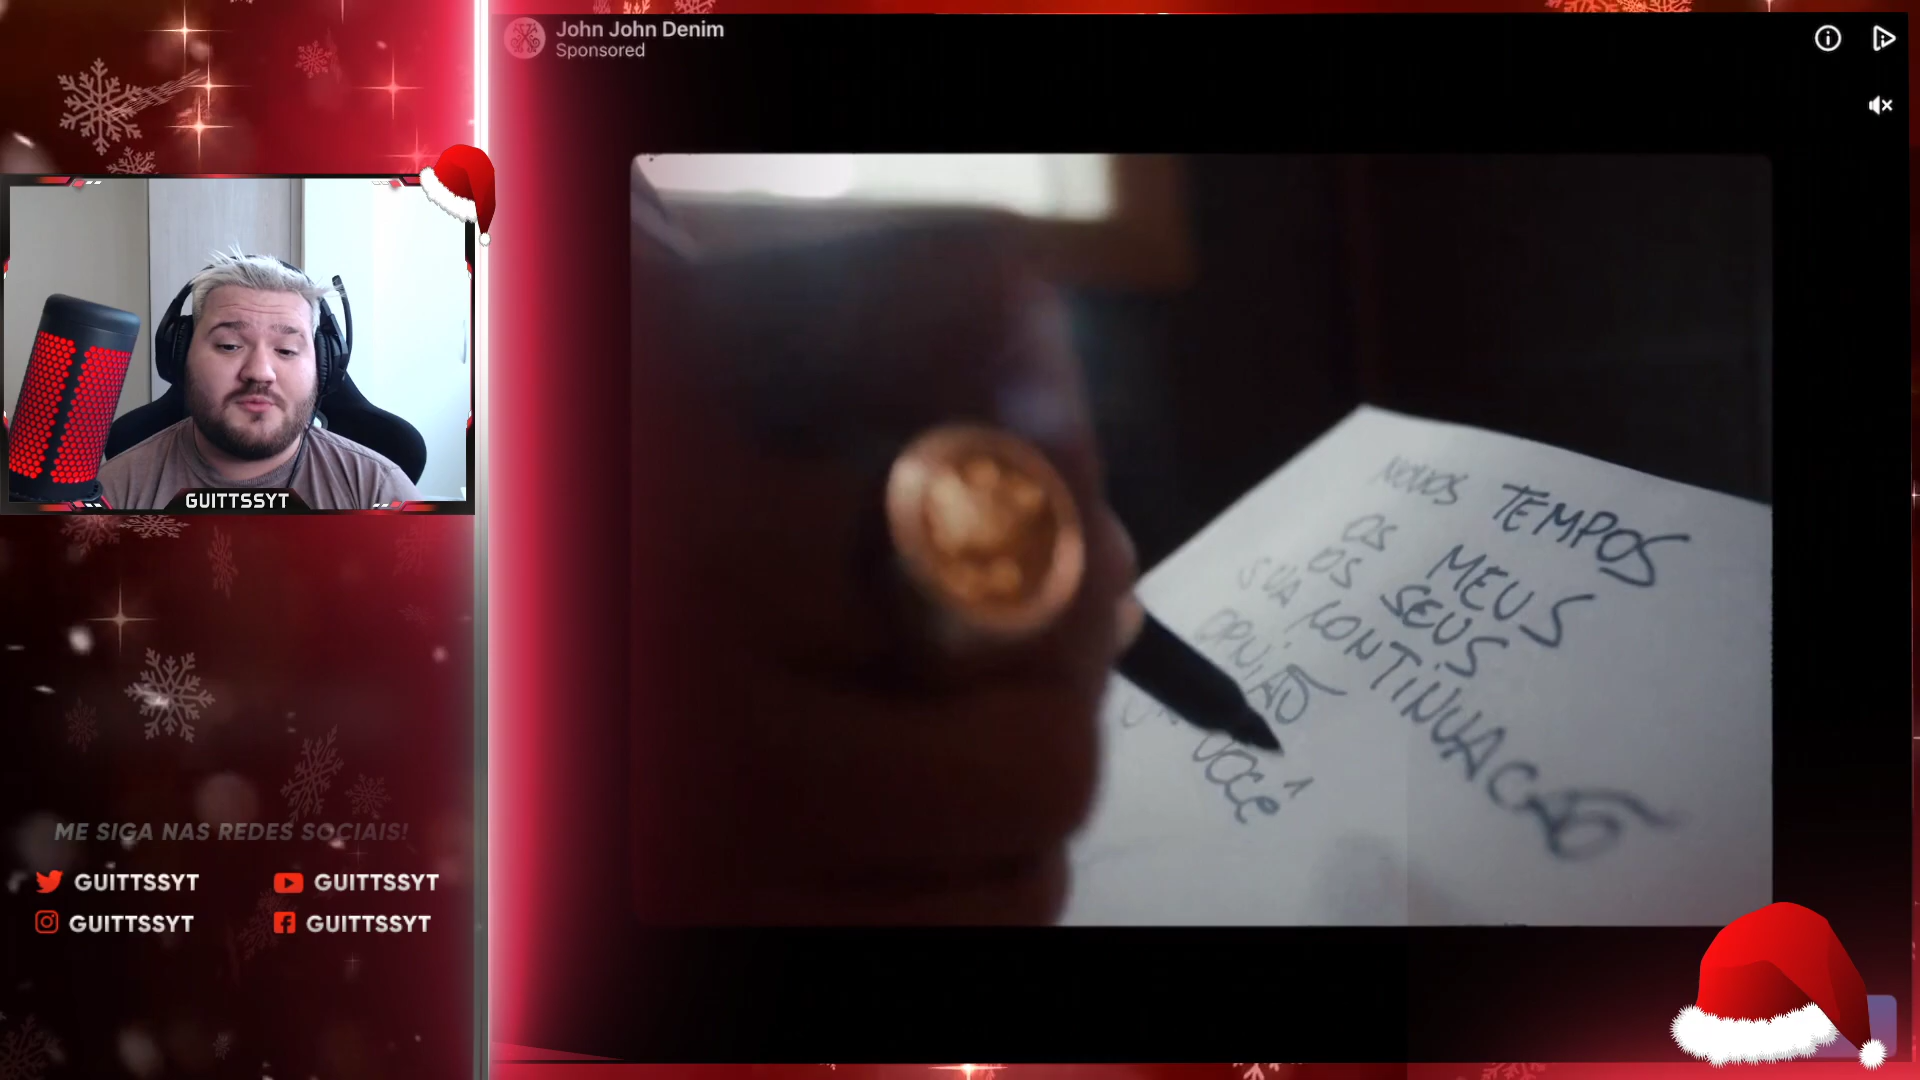 John John Denim
Sponsored
NOVOS TEMPOS
OS MEUS
OS SEUS
SUA CONTINUAÇÃO
OPNIÃO
VOCÊ
GUITTSSYT
ME SIGA NAS REDES SOCIAIS!
GUITTSSYT
GUITTSSYT
GUITTSSYT
GUITTSSYT